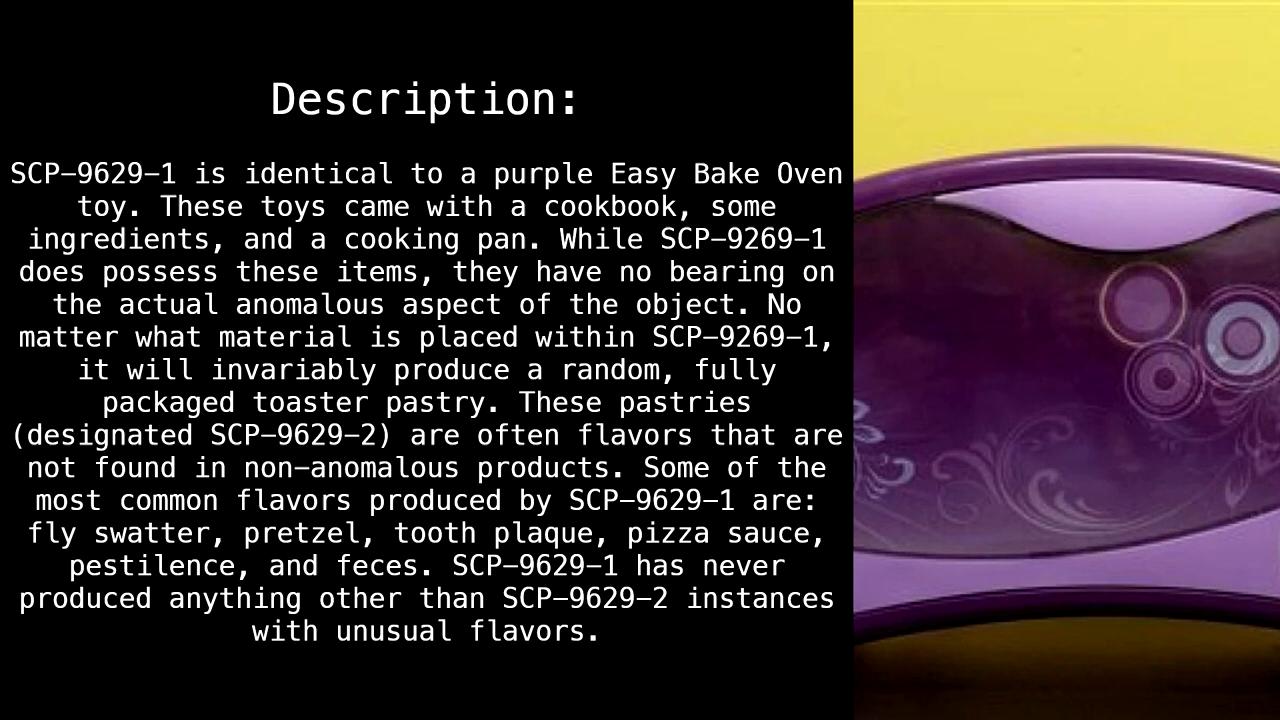 Description:
SCP-9629-1 is identical to a purple Easy Bake Oven
toy. These toys came with a cookbook, some
ingredients, and a cooking pan. While SCP-9269-1
does possess these items, they have no bearing on
the actual anomalous aspect of the object. No
matter what material is placed within SCP-9269-1,
it will invariably produce a random, fully
packaged toaster pastry. These pastries
(designated SCP-9629-2) are often flavors that are
not found in non-anomalous products. Some of the
most common flavors produced by SCP-9629-1 are:
fly swatter, pretzel, tooth plaque, pizza sauce,
pestilence, and feces. SCP-9629-1 has never
produced anything other than SCP-9629-2 instances
with unusual flavors.